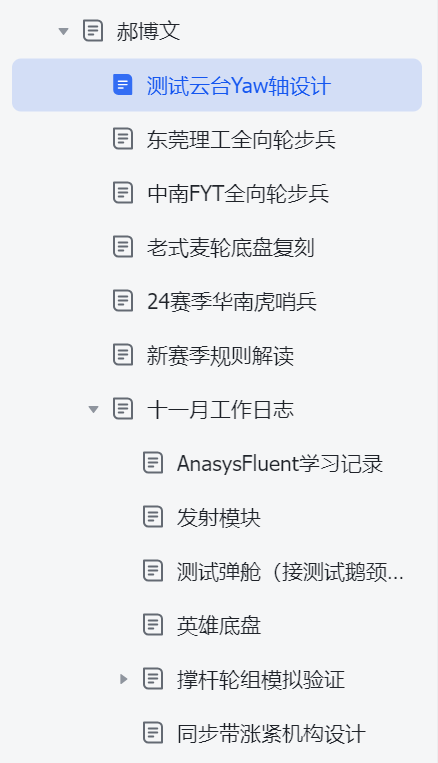 郝博文
测试云台Yaw轴设计
东莞理工全向轮步兵
中南FYT全向轮步兵
老式麦轮底盘复刻
24赛季华南虎哨兵
新赛季规则解读
十一月工作日志
AnasysFluent学习记录
发射模块
测试弹舱（接测试鹅颈...
英雄底盘
撑杆轮组模拟验证
同步带涨紧机构设计